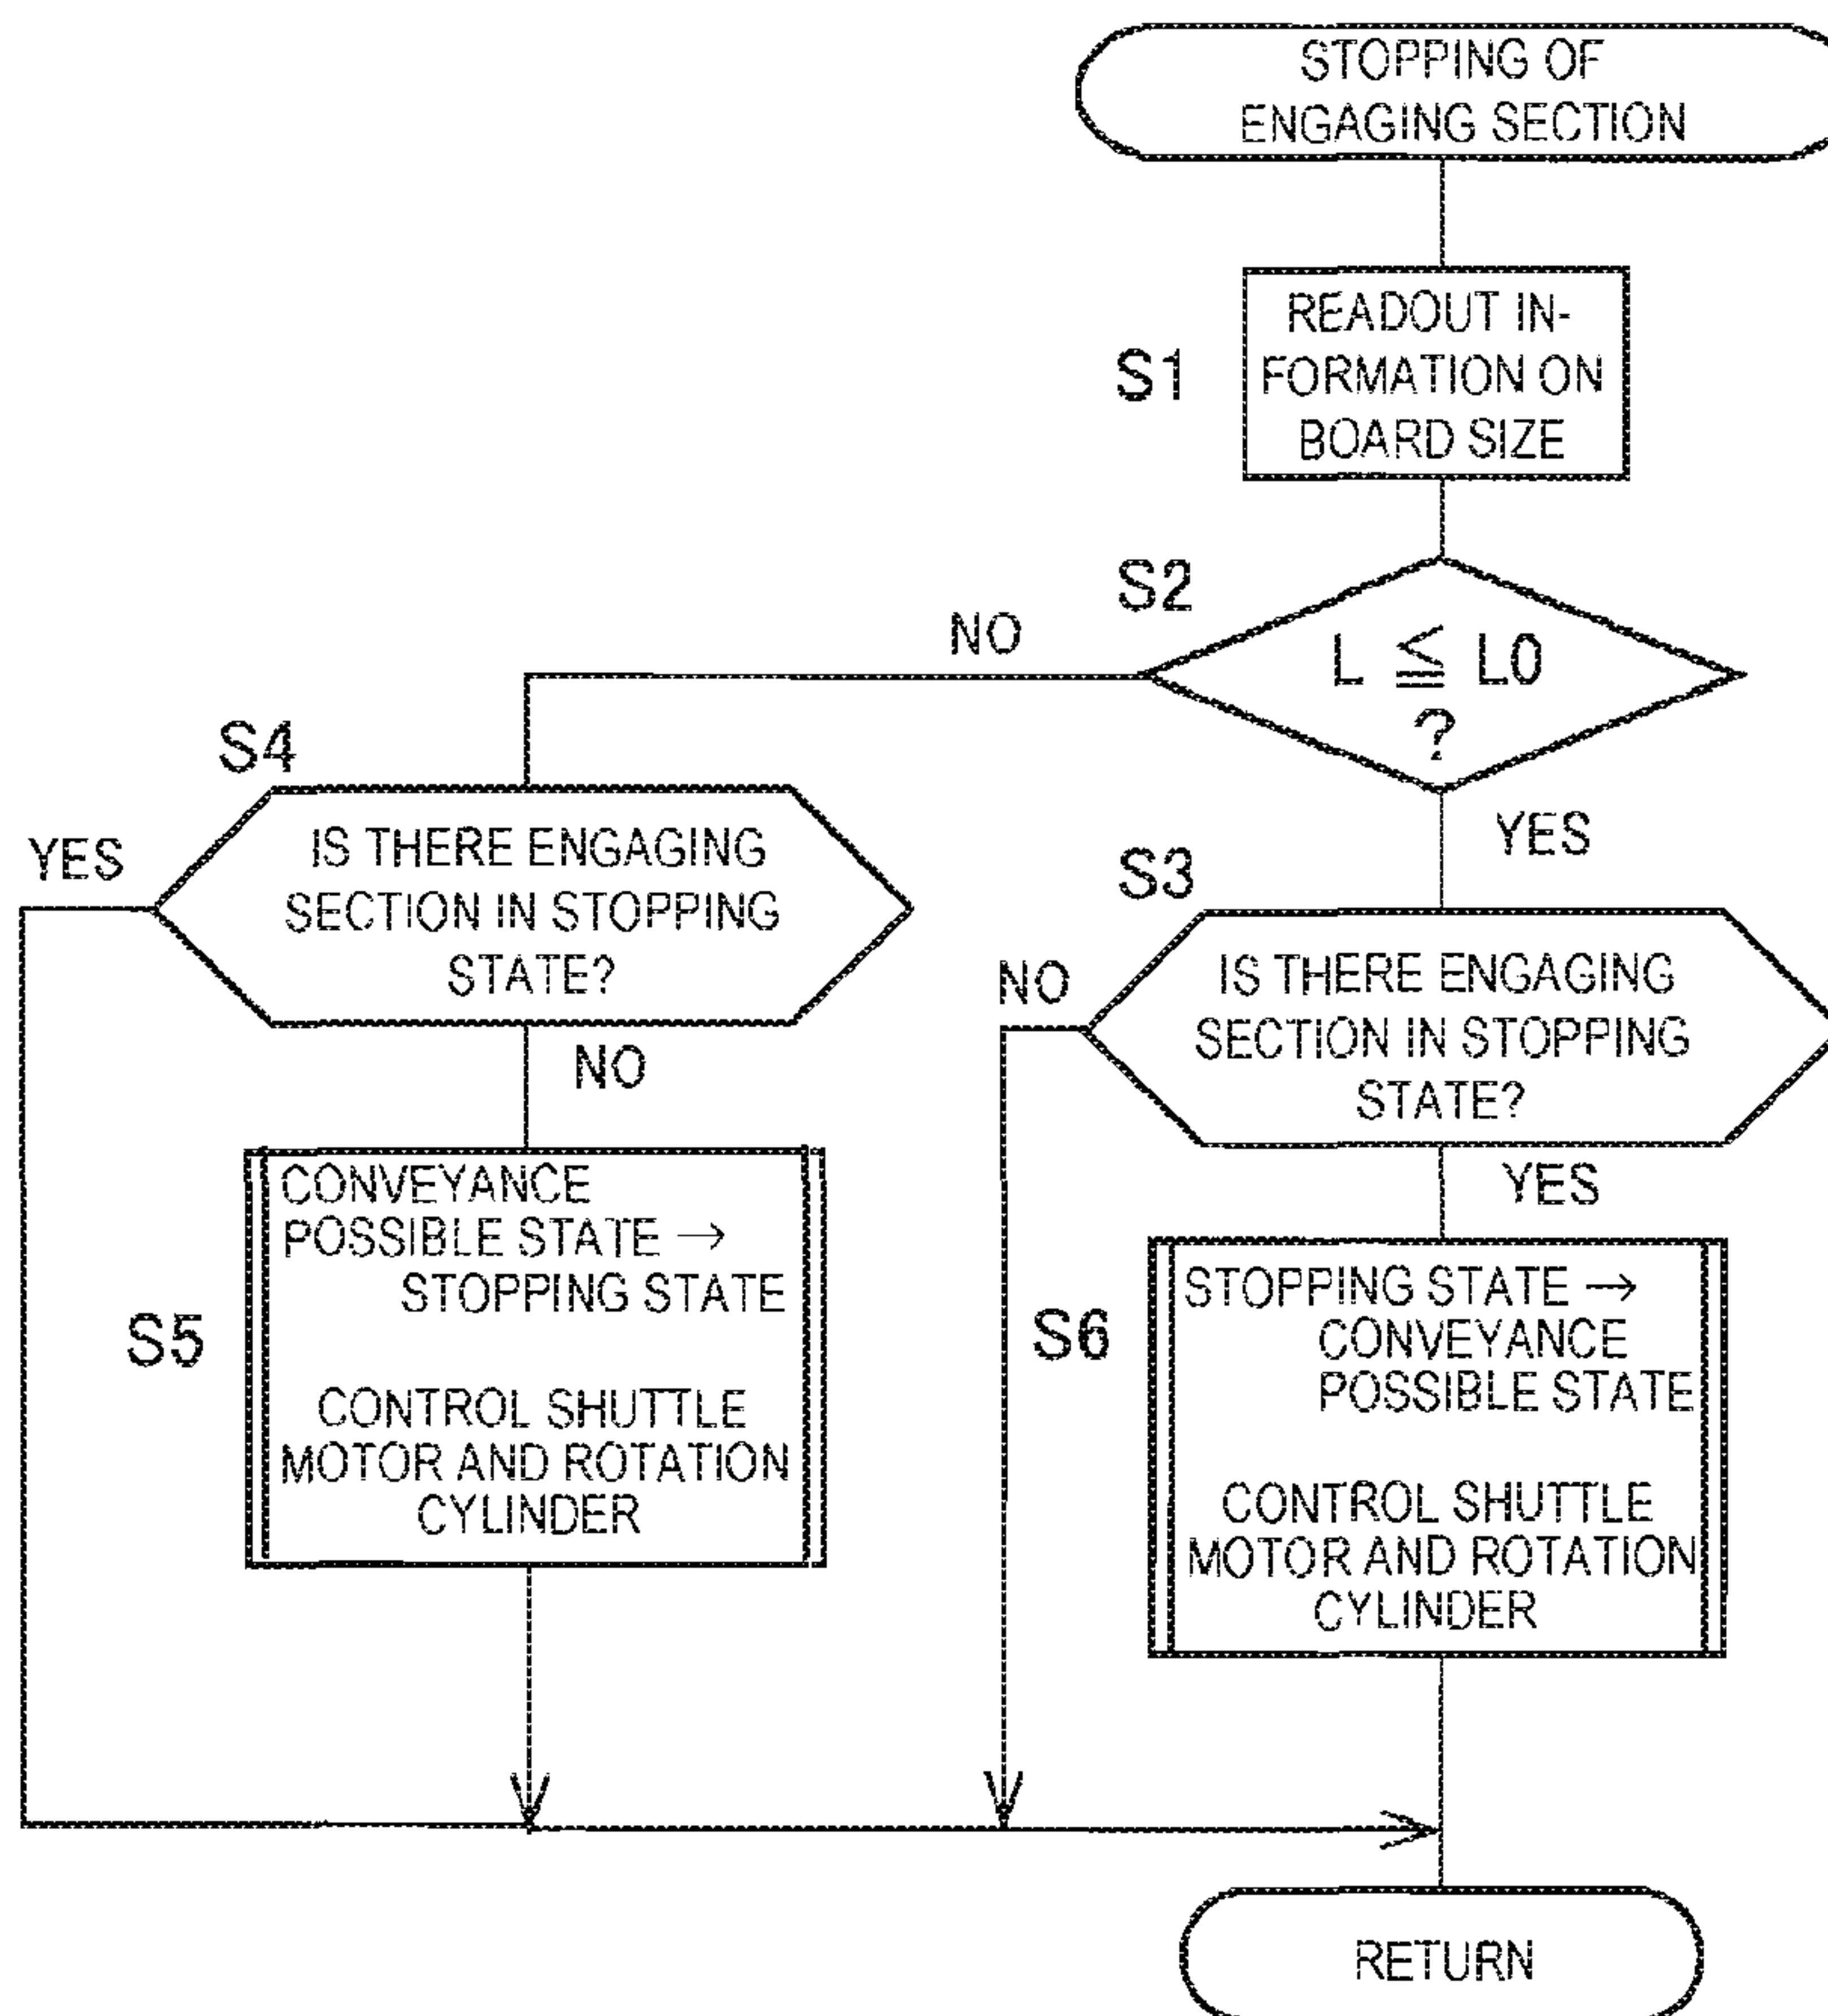 STOPPING OF
ENGAGING SECTION
S1
READOUT IN-
FORMATION ON
BOARD SIZE
S2
L ≦ L0
?
NO
YES
S4
YES
IS THERE ENGAGING
SECTION IN STOPPING
STATE?
NO
S3
NO
IS THERE ENGAGING
SECTION IN STOPPING
STATE?
YES
S5
CONVEYANCE
POSSIBLE STATE →
STOPPING STATE
CONTROL SHUTTLE
MOTOR AND ROTATION
CYLINDER
S6
STOPPING STATE →
CONVEYANCE
POSSIBLE STATE
CONTROL SHUTTLE
MOTOR AND ROTATION
CYLINDER
RETURN